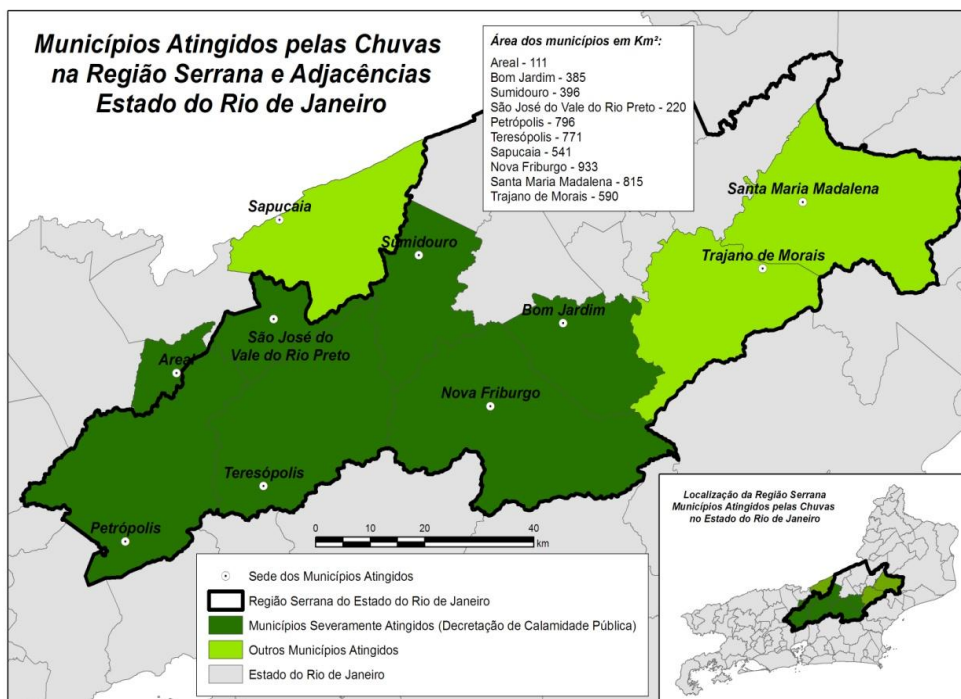 Municípios Atingidos pelas Chuvas
na Região Serrana e Adjacências
Estado do Rio de Janeiro
Área dos municípios em Km²:
Areal - 111
Bom Jardim - 385
Sumidouro - 396
São José do Vale do Rio Preto - 220
Petrópolis - 796
Teresópolis - 771
Sapucaia - 541
Nova Friburgo - 933
Santa Maria Madalena - 815
Trajano de Morais - 590
Santa Maria Madalena
Sapucaia
Sumidouro
Trajano de Morais
Bom Jardim
São José do
Vale do Rio Preto
Areal
Nova Friburgo
Teresópolis
Petrópolis
0 10 20 40
km
Sede dos Municípios Atingidos
Região Serrana do Estado do Rio de Janeiro
Municípios Severamente Atingidos (Decretação de Calamidade Pública)
Outros Municípios Atingidos
Estado do Rio de Janeiro
Localização da Região Serrana
Municípios Atingidos pelas Chuvas
no Estado do Rio de Janeiro